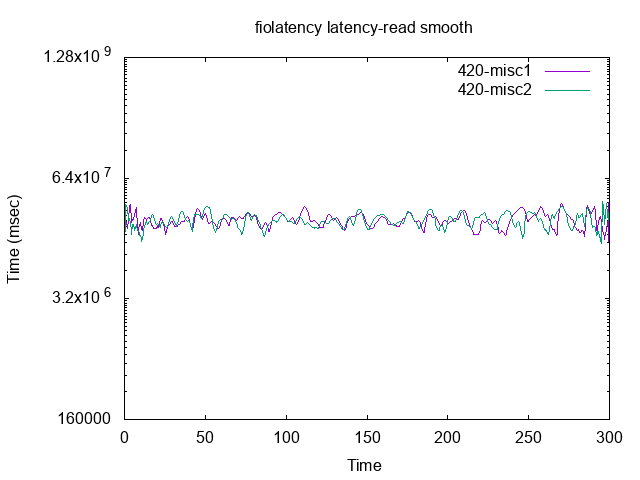 fiolatency latency-read smooth
1.28x10 9
420-misc1
420-misc2
6.4x10 7
Time (msec)
3.2x10 6
160000
0 50 100 150 200 250 300
Time